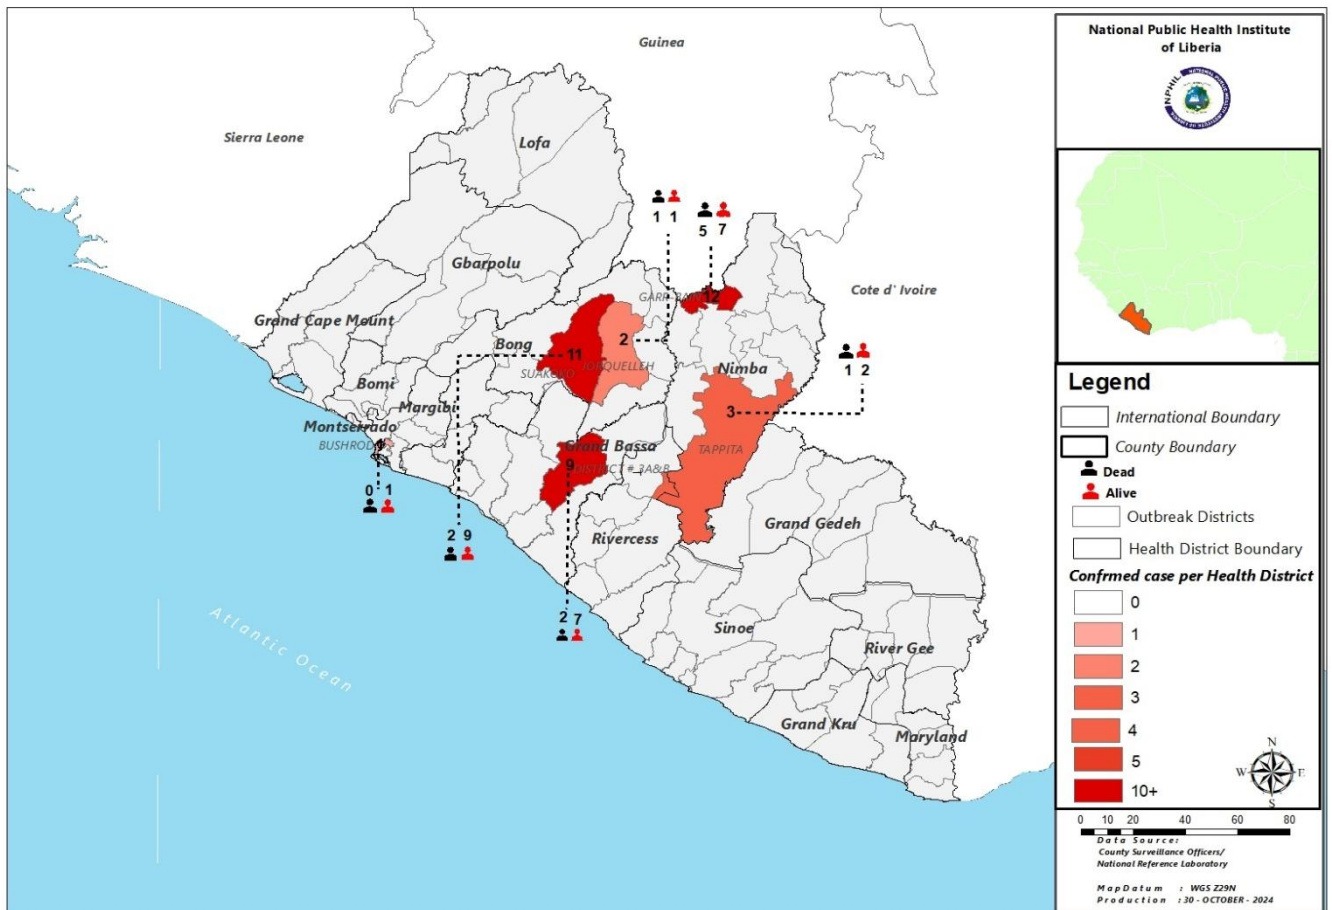 Guinea
Sierra Leone
Lofa
1 1
5 7
Gbarpolu
Cote d' Ivoire
12
Grand Cape Mount
Bong
2
11
SUAKOKO
Nimba
1 2
Bomi
Margibi
3
Montserrado
BUSHROD
Grand Bassa
TAPPITA
9
DISTRICT # 3A&B
0 1
Grand Gedeh
2 9
Rivercess
2 7
Sinoe
River Gee
Atlantic Ocean
Grand Kru
Maryland
National Public Health Institute
of Liberia
NPHIL
Legend
International Boundary
County Boundary
Dead
Alive
Outbreak Districts
Health District Boundary
Confrmed case per Health District
0
1
2
3
4
5
10+
N
W E
S
0 10 20 40 60 80
Data Source:
County Surveillance Officers/
National Reference Laboratory
Map Datum : WGS Z29N
Production : 30 - OCTOBER - 2024